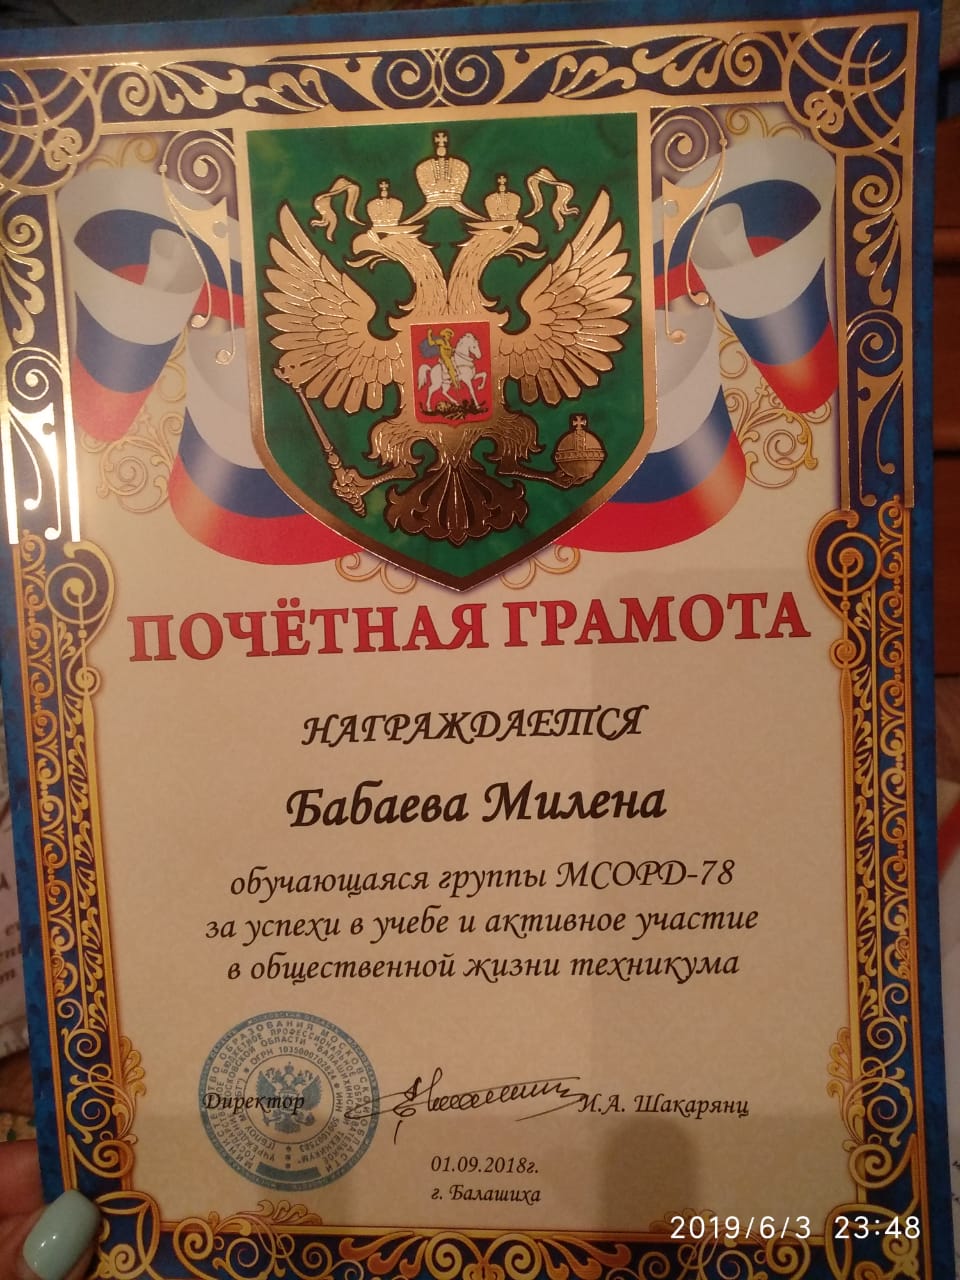 ПОЧЁТНАЯ ГРАМОТА
НАГРАЖДАЕТСЯ
Бабаева Милена
обучающаяся группы МСОРД-78
за успехи в учебе и активное участие
в общественной жизни техникума
Директор
И.А. Шакарянц
01.09.2018г.
г. Балашиха
2019/6/3 23:48